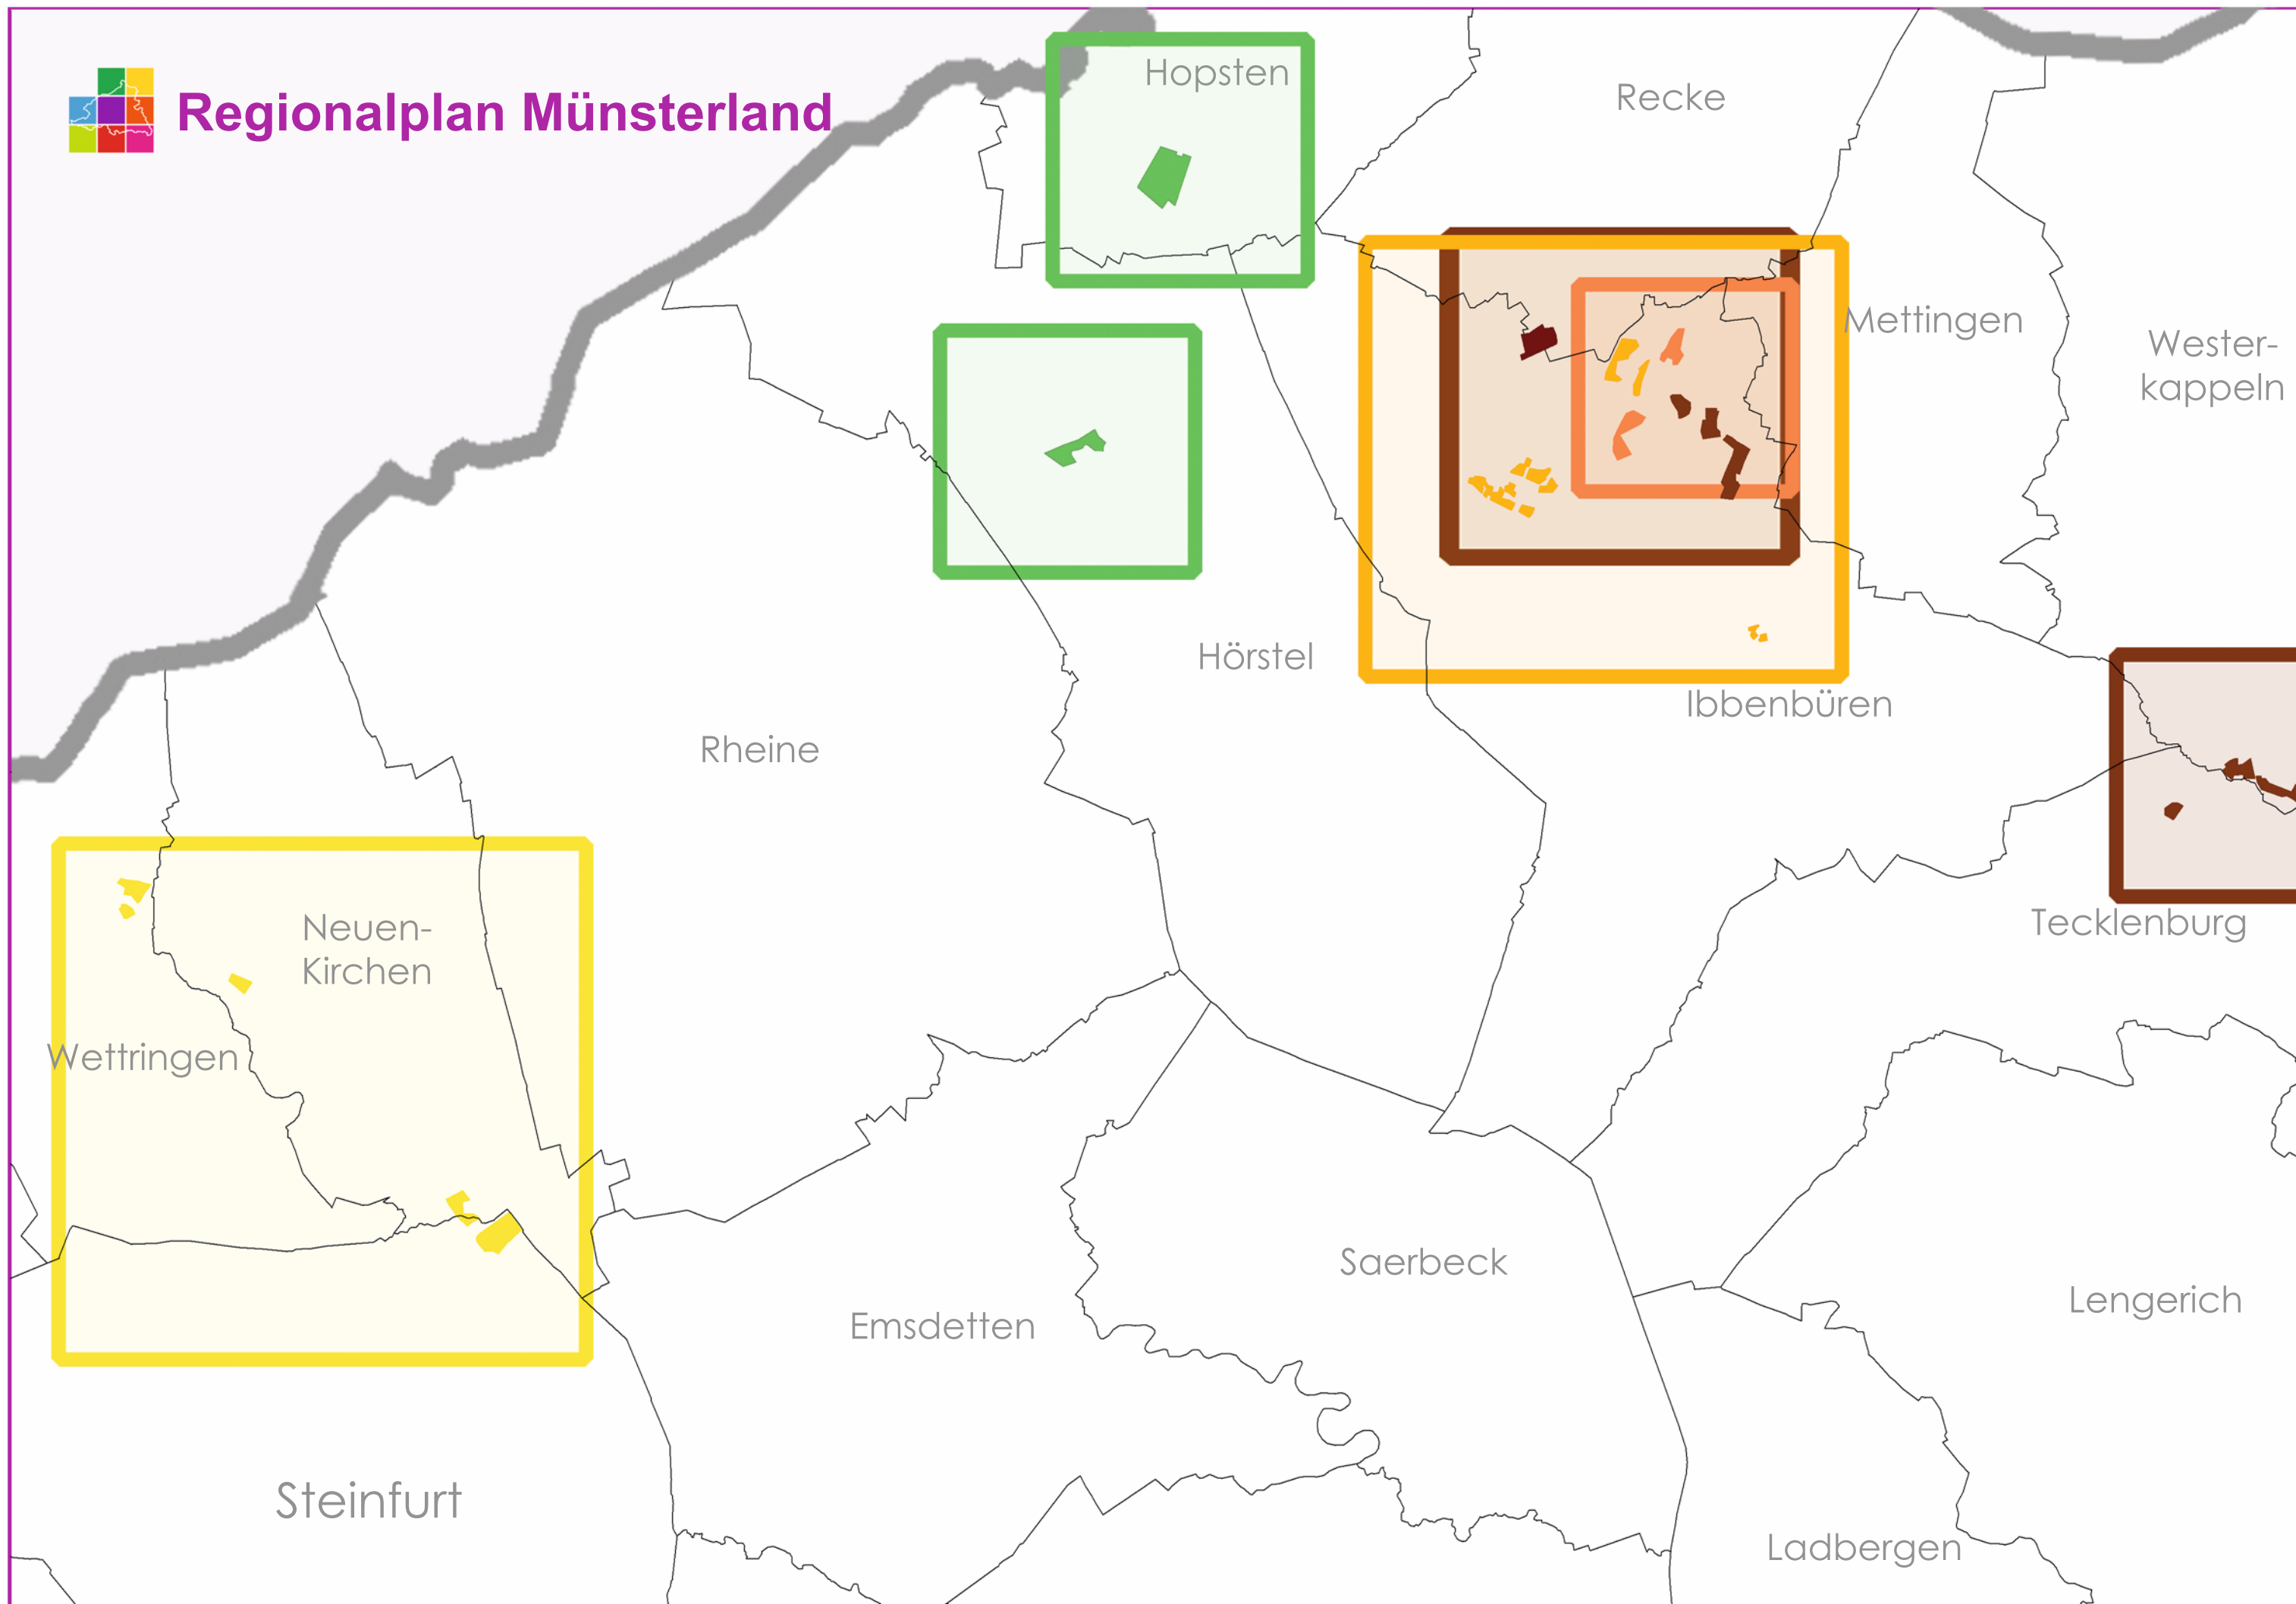 Regionalplan Münsterland
Hopsten
Recke
Mettingen
Wester-
kappeln
Hörstel
Ibbenbüren
Rheine
Tecklenburg
Neuen-
Kirchen
Wettringen
Saerbeck
Lengerich
Emsdetten
Steinfurt
Ladbergen